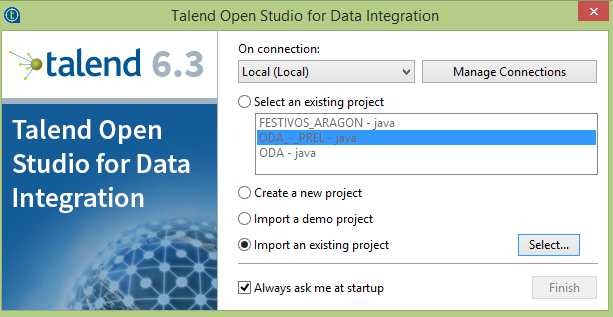 Talend Open Studio for Data Integration
talend 6.3
Talend Open
Studio for Data
Integration
On connection:
Local (Local)
Manage Connections
Select an existing project
FESTIVOS_ARAGON - java
ODA_-_PREL - java
ODA - java
Create a new project
Import a demo project
Import an existing project
Select...
Always ask me at startup
Finish